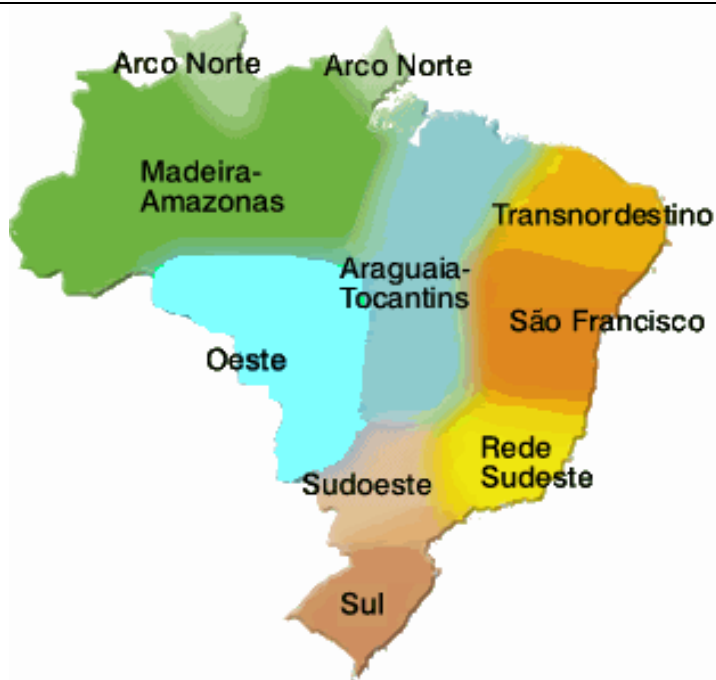 Arco Norte
Arco Norte
Madeira-
Amazonas
Transnordestino
Araguaia-
Tocantins
São Francisco
Oeste
Rede
Sudeste
Sudoeste
Sul